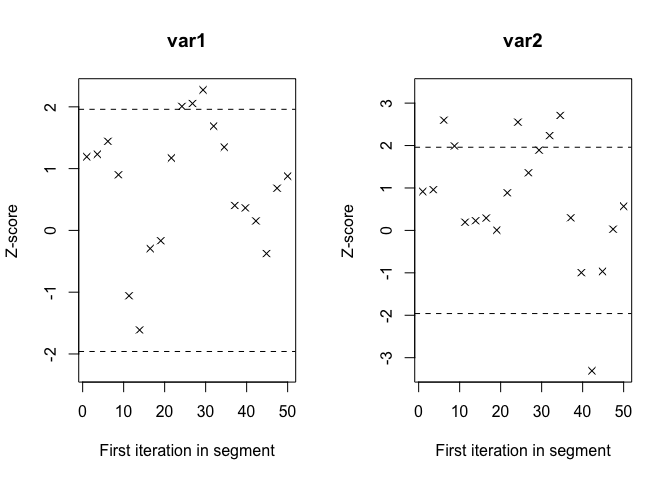 var1
Z-score
2
1
0
-1
-2
0 10 20 30 40 50
First iteration in segment
var2
Z-score
3
2
1
0
-1
-2
-3
0 10 20 30 40 50
First iteration in segment